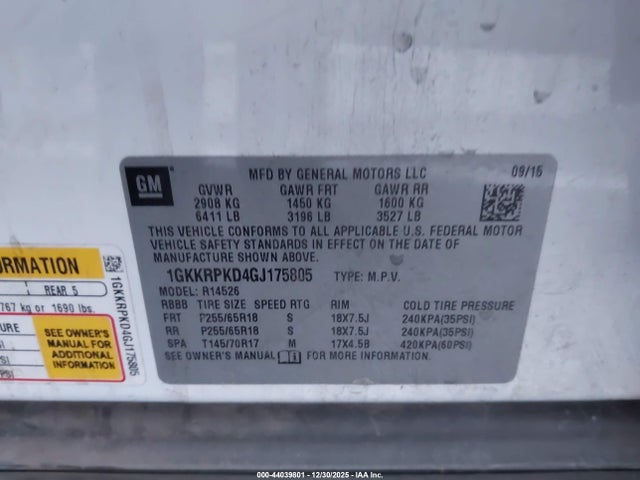 GM
MFD BY GENERAL MOTORS LLC 09/15
GVWR GAWR FRT GAWR RR
2908 KG 1450 KG 1600 KG
6411 LB 3196 LB 3527 LB
THIS VEHICLE CONFORMS TO ALL APPLICABLE U.S. FEDERAL MOTOR
VEHICLE SAFETY STANDARDS IN EFFECT ON THE DATE OF
MANUFACTURE SHOWN ABOVE.
1GKKRPKD4GJ175805 TYPE: M.P.V.
MODEL: R14526
RBBB TIRE SIZE SPEED RTG RIM COLD TIRE PRESSURE
FRT P255/65R18 S 18X7.5J 240KPA(35PSI)
RR P255/65R18 S 18X7.5J 240KPA(35PSI)
SPA T145/70R17 M 17X4.5B 420KPA(60PSI)
SEE OWNER'S MANUAL FOR MORE INFORMATION
ORMATION
REAR 5
767 kg or 1690 lbs.
SURE
SEE OWNER'S
MANUAL FOR
ADDITIONAL
INFORMATION
PSI
PSI
1GKKRPKD4GJ175805
000-44039801 - 12/30/2025 - IAA Inc.